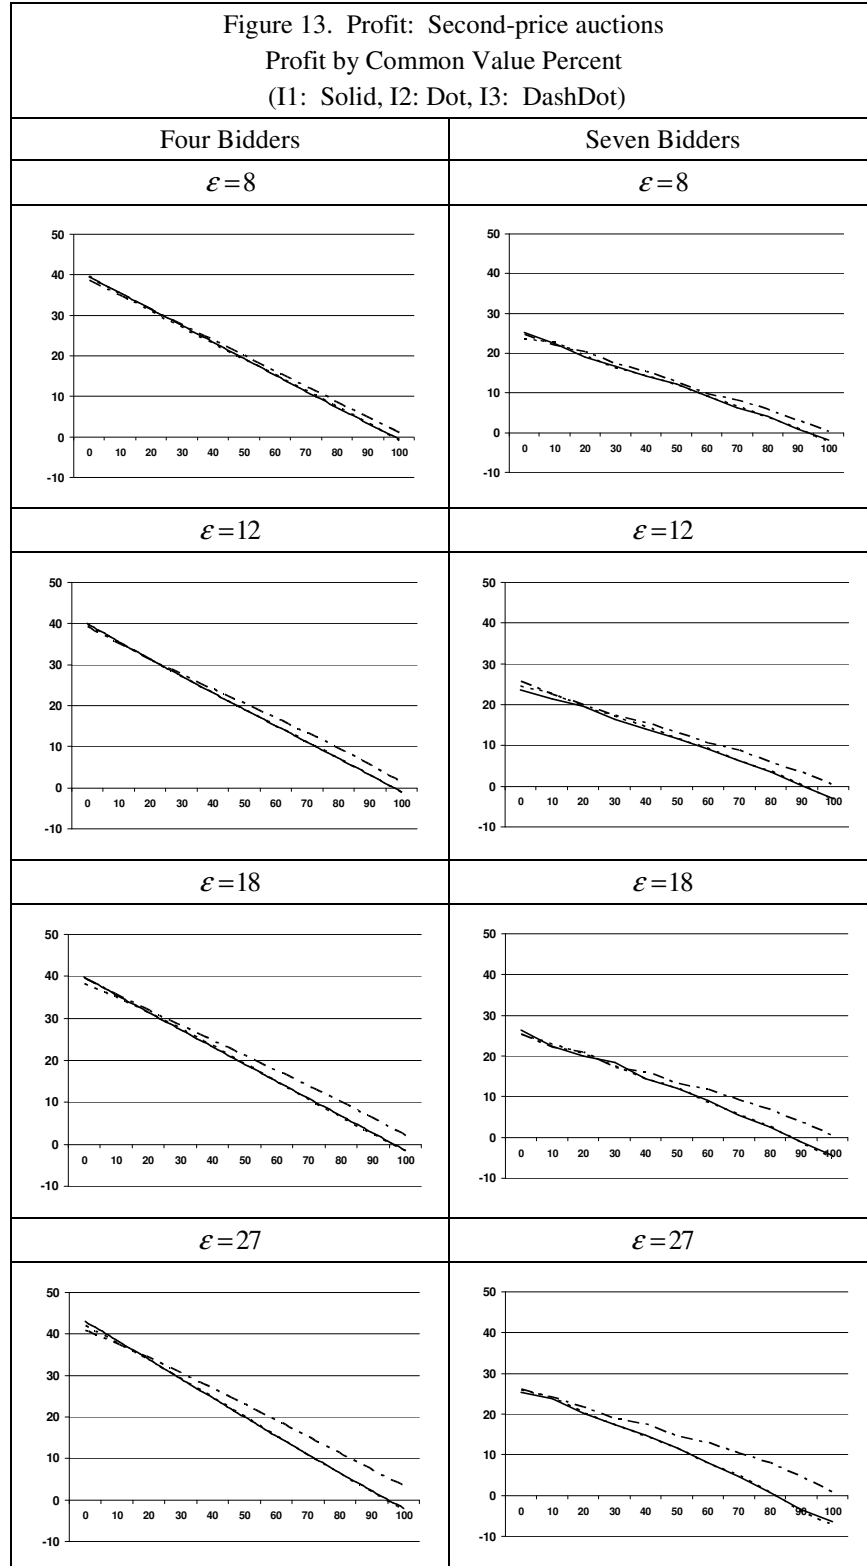 Figure 13. Profit: Second-price auctions
Profit by Common Value Percent
(I1: Solid, I2: Dot, I3: DashDot)
Four Bidders
Seven Bidders
ε=8
ε=8
50
40
30
20
10
0
-10
0 10 20 30 40 50 60 70 80 90 100
50
40
30
20
10
0
-10
0 10 20 30 40 50 60 70 80 90 100
ε=12
ε=12
50
40
30
20
10
0
-10
0 10 20 30 40 50 60 70 80 90 100
50
40
30
20
10
0
-10
0 10 20 30 40 50 60 70 80 90 100
ε=18
ε=18
50
40
30
20
10
0
-10
0 10 20 30 40 50 60 70 80 90 100
50
40
30
20
10
0
-10
0 10 20 30 40 50 60 70 80 90 100
ε=27
ε=27
50
40
30
20
10
0
-10
0 10 20 30 40 50 60 70 80 90 100
50
40
30
20
10
0
-10
0 10 20 30 40 50 60 70 80 90 100